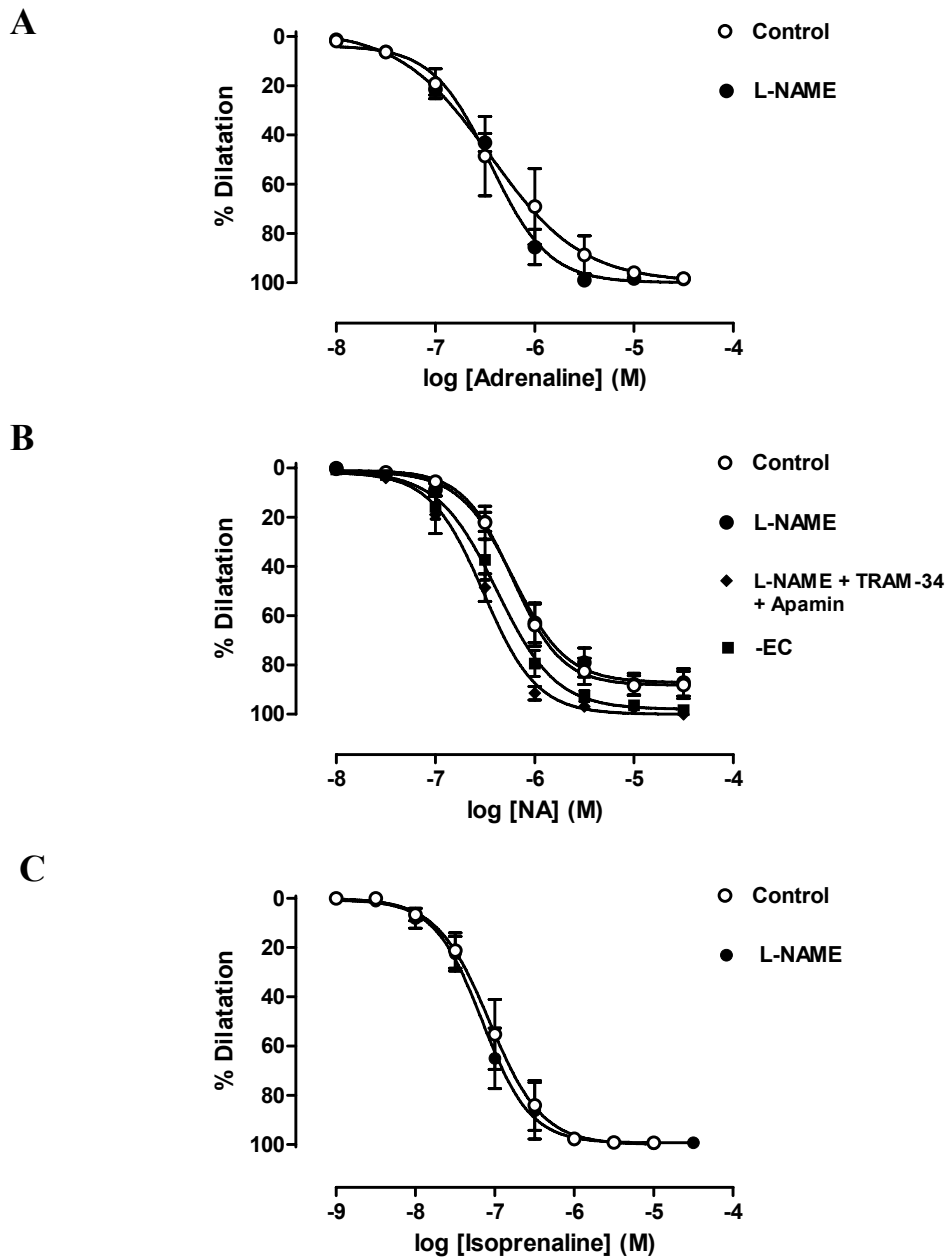 A
% Dilatation
0
20
40
60
80
100
-8
-7
-6
-5
-4
log [Adrenaline] (M)
Control
L-NAME
B
% Dilatation
0
20
40
60
80
100
-8
-7
-6
-5
-4
log [NA] (M)
Control
L-NAME
L-NAME + TRAM-34
+ Apamin
-EC
C
% Dilatation
0
20
40
60
80
100
-9
-8
-7
-6
-5
-4
log [Isoprenaline] (M)
Control
L-NAME